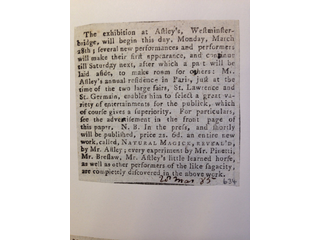 The exhibition at Astley's, Westminster-
bridge, will begin this day, Monday, March
28th; several new performances and performers
will make their first appearance, and continue
till Saturday next, after which a part will be
laid aside, to make room for others: Mr.
Astley's annual residence in Paris, just at the
time of the two large fairs, St. Lawrence and
St. Germain, enables him to select a great va-
riety of entertainments for the publick, which
of course gives a superiority. For particulars,
see the advertisement in the front page of
this paper. N. B. In the press, and shortly
will be published, price 2s. 6d. an entire new
work, called, NATURAL MAGICK, REVEAL'D,
by Mr. Astley; every experiment by Mr. Pinetti,
Mr. Breslaw, Mr. Astley's little learned horse,
as well as other performers of the like sagacity,
are completely discovered in the above work.
28 Mar 85 634